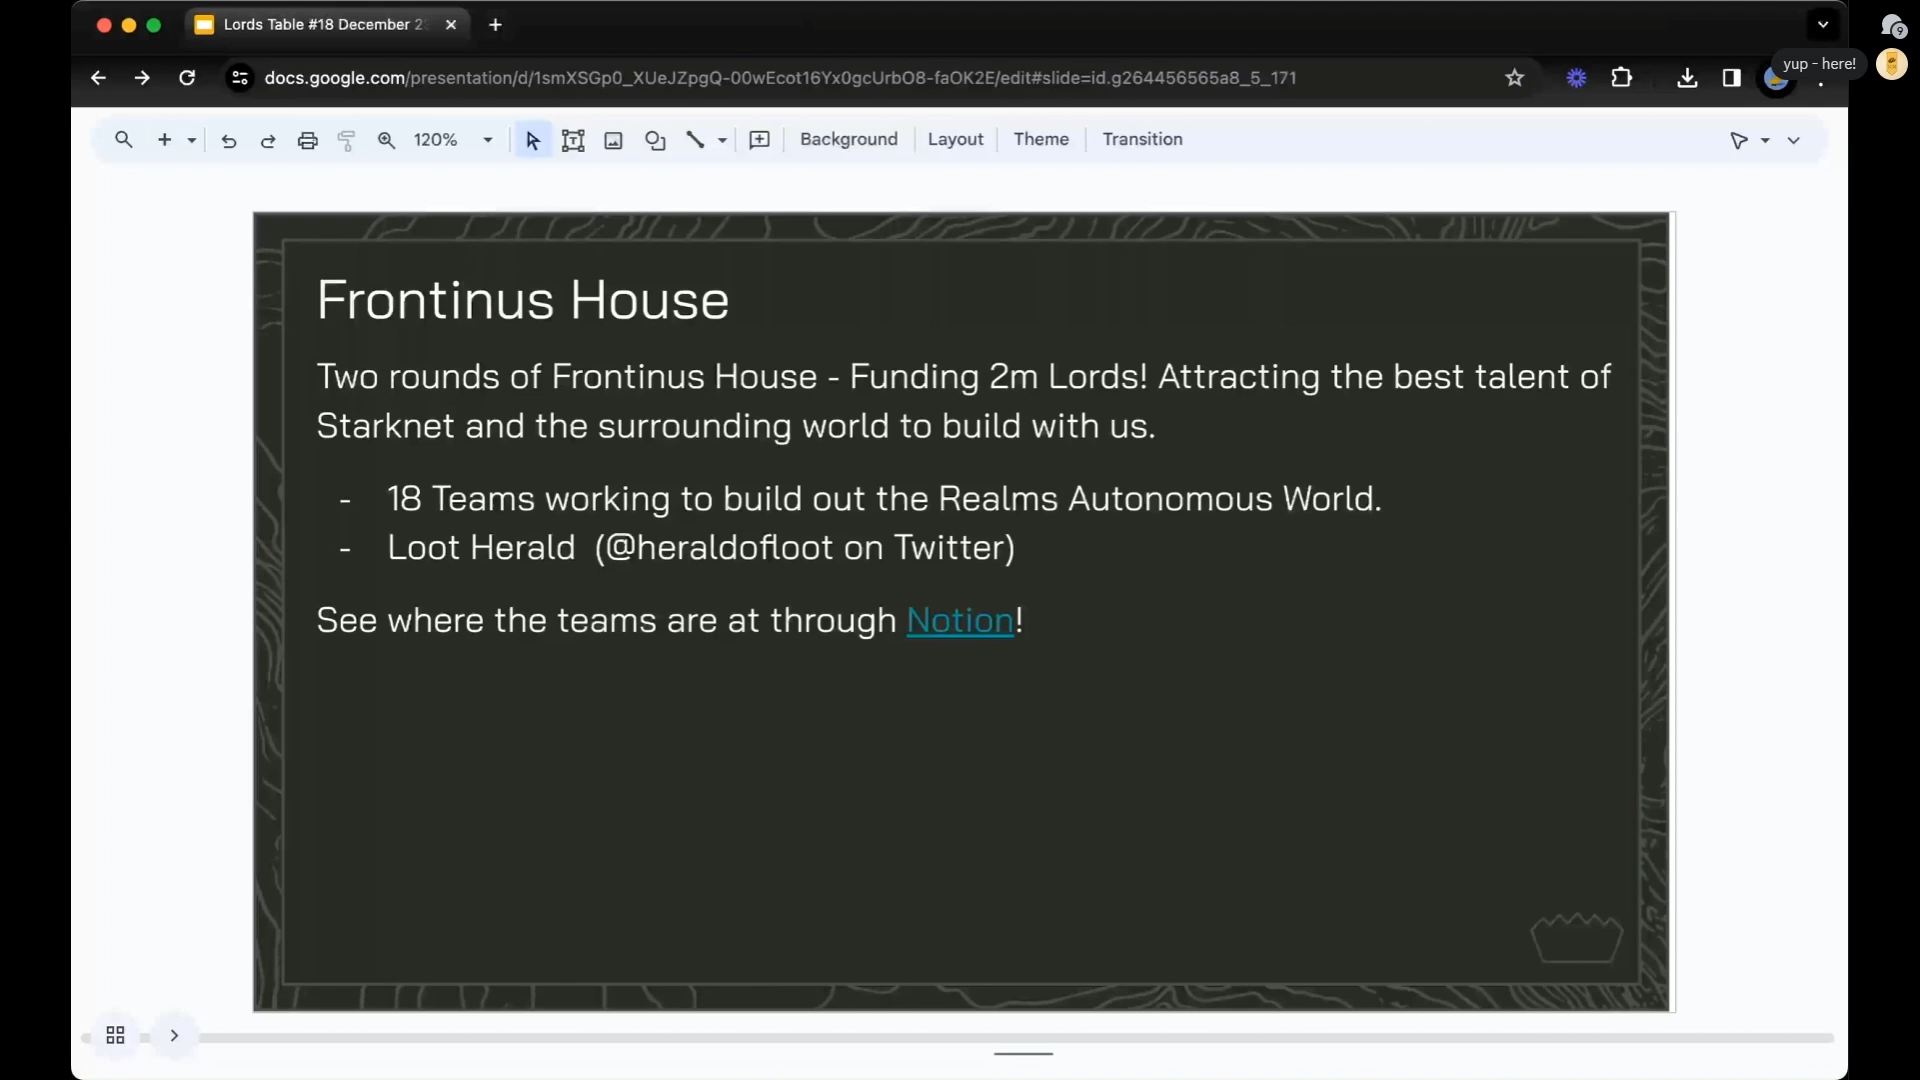 Lords Table #18 December 2
yup - here!
docs.google.com/presentation/d/1smXSGp0_XUeJZpgQ-00wEcot16Yx0gcUrbO8-faOK2E/edit#slide=id.g264456565a8_5_171
120%
Background
Layout
Theme
Transition
Frontinus House
Two rounds of Frontinus House - Funding 2m Lords! Attracting the best talent of
Starknet and the surrounding world to build with us.
- 18 Teams working to build out the Realms Autonomous World.
- Loot Herald (@heraldofloot on Twitter)
See where the teams are at through Notion!